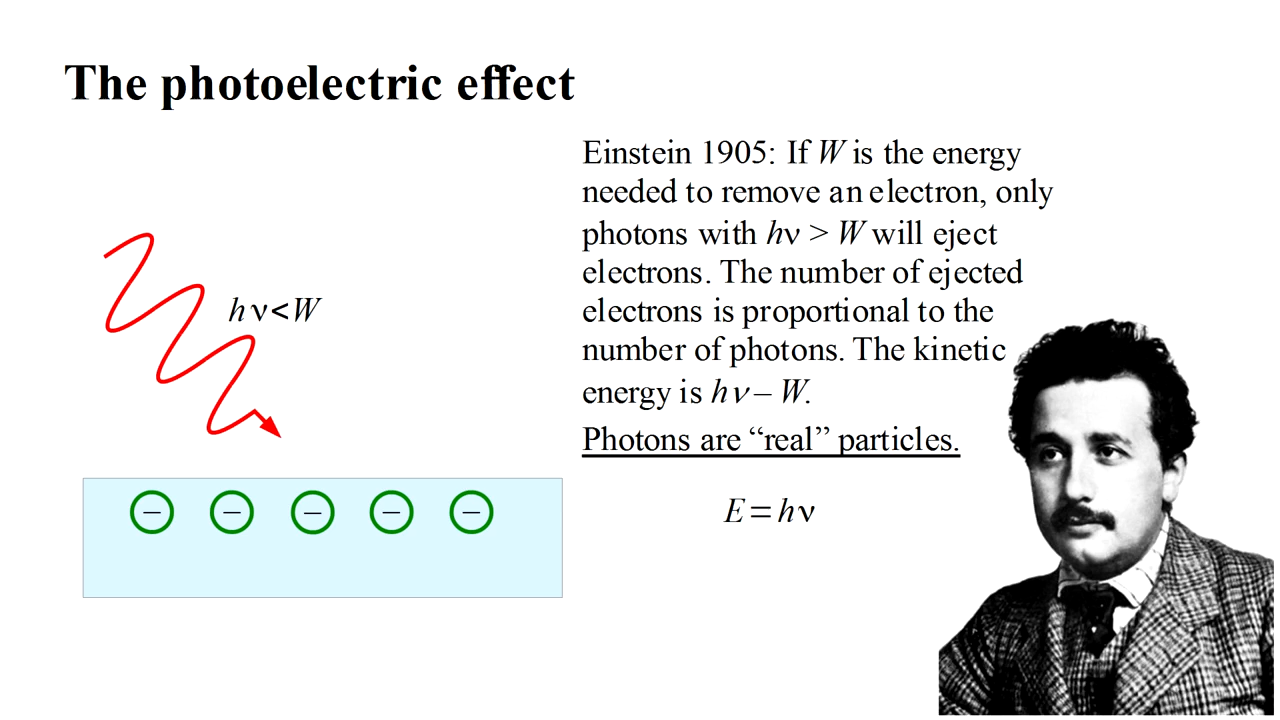 The photoelectric effect
Einstein 1905: If W is the energy
needed to remove an electron, only
photons with hν > W will eject
electrons. The number of ejected
electrons is proportional to the
number of photons. The kinetic
energy is hν – W.
Photons are “real” particles.
hν<W
E=hν
− − − − −